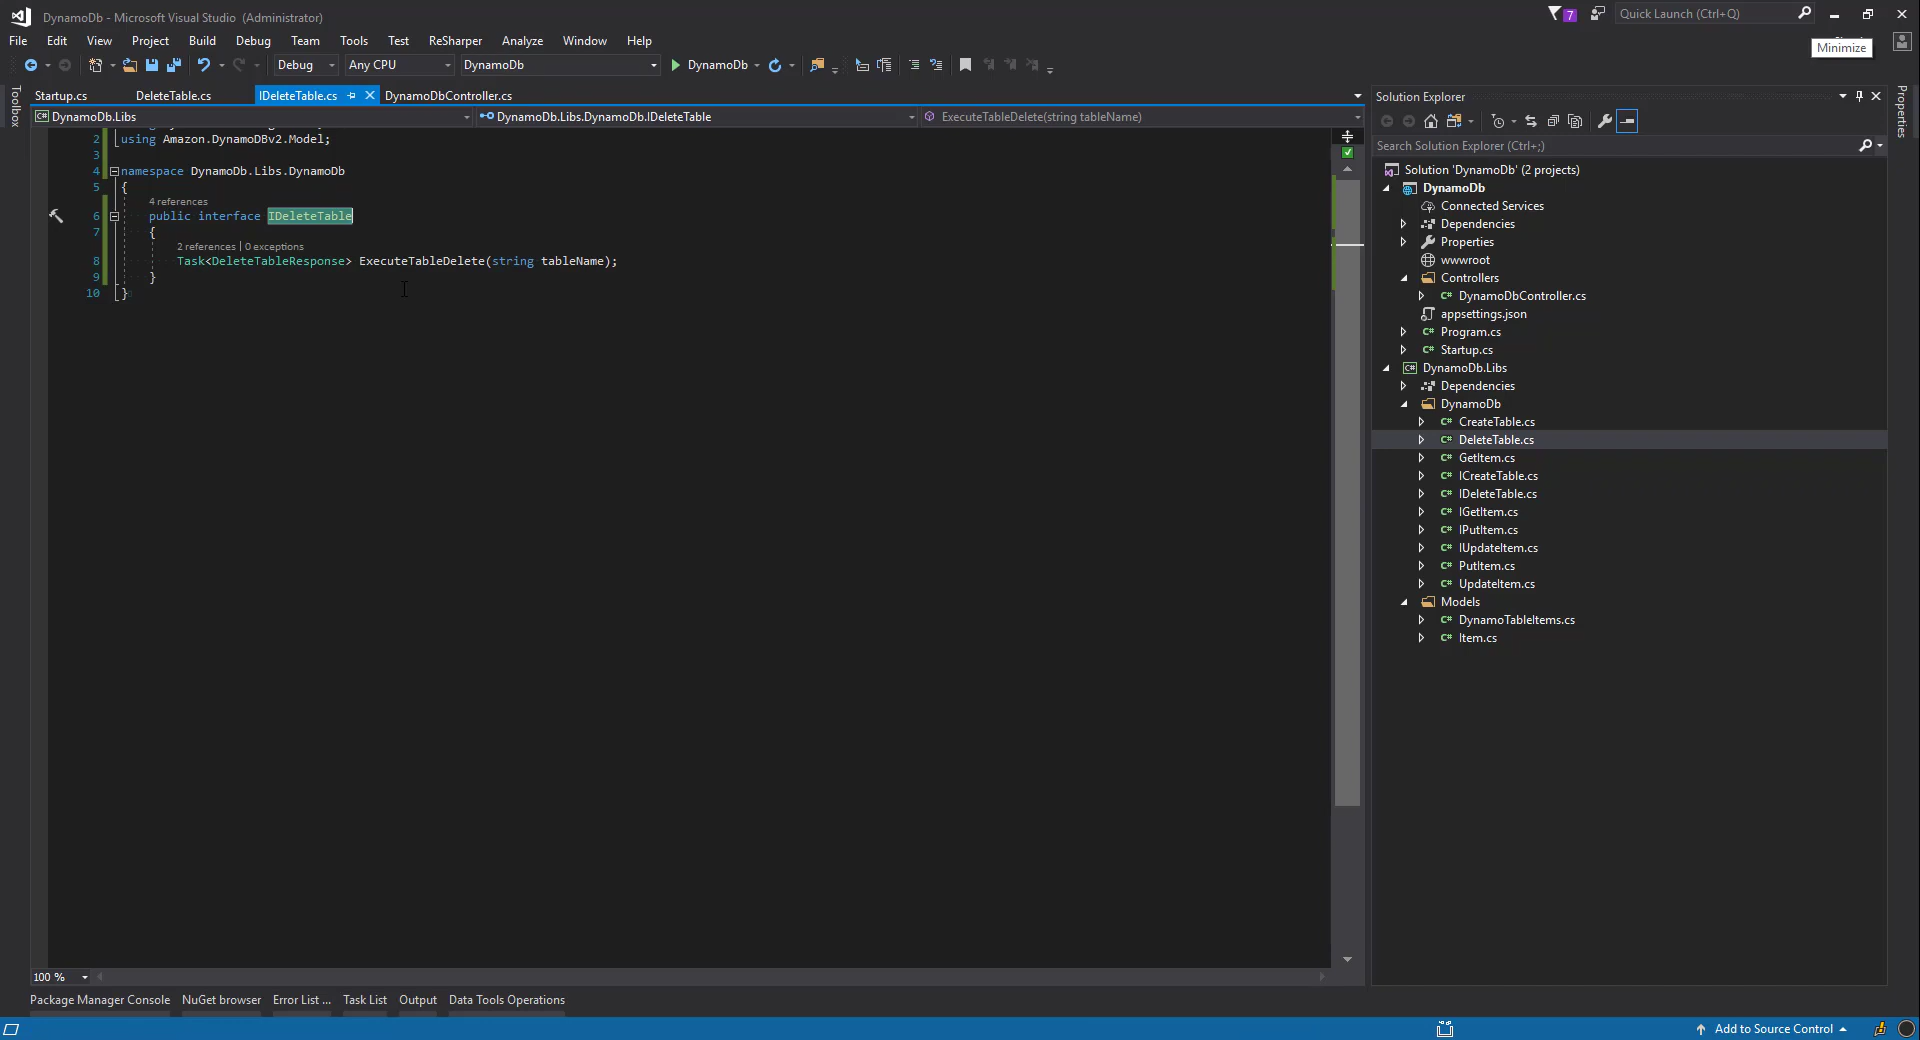 DynamoDb - Microsoft Visual Studio (Administrator)
7
Quick Launch (Ctrl+Q)
File Edit View Project Build Debug Team Tools Test ReSharper Analyze Window Help
Minimize
Debug Any CPU DynamoDb DynamoDb
Toolbox
Startup.cs DeleteTable.cs IDeleteTable.cs DynamoDbController.cs
DynamoDb.Libs DynamoDb.Libs.DynamoDb.IDeleteTable ExecuteTableDelete(string tableName)
2 using Amazon.DynamoDBv2.Model;
3
4 namespace DynamoDb.Libs.DynamoDb
5 {
4 references
6 public interface IDeleteTable
7 {
2 references | 0 exceptions
8 Task<DeleteTableResponse> ExecuteTableDelete(string tableName);
9 }
10 }
100 %
Solution Explorer
Search Solution Explorer (Ctrl+;)
Solution 'DynamoDb' (2 projects)
DynamoDb
Connected Services
Dependencies
Properties
wwwroot
Controllers
C# DynamoDbController.cs
appsettings.json
C# Program.cs
C# Startup.cs
C# DynamoDb.Libs
Dependencies
DynamoDb
C# CreateTable.cs
C# DeleteTable.cs
C# GetItem.cs
C# ICreateTable.cs
C# IDeleteTable.cs
C# IGetItem.cs
C# IPutItem.cs
C# IUpdateItem.cs
C# PutItem.cs
C# UpdateItem.cs
Models
C# DynamoTableItems.cs
C# Item.cs
Properties
Package Manager Console NuGet browser Error List ... Task List Output Data Tools Operations
Add to Source Control